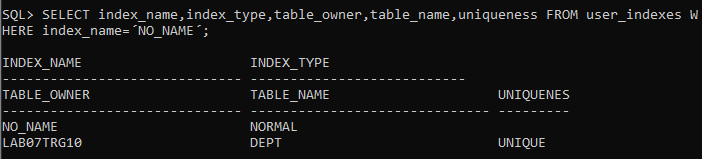 SQL> SELECT index_name,index_type,table_owner,table_name,uniqueness FROM user_indexes W
HERE index_name=´NO_NAME´;
INDEX_NAME INDEX_TYPE
------------------------------ ---------------------------
TABLE_OWNER TABLE_NAME UNIQUENES
------------------------------ ------------------------------ ---------
NO_NAME NORMAL
LAB07TRG10 DEPT UNIQUE